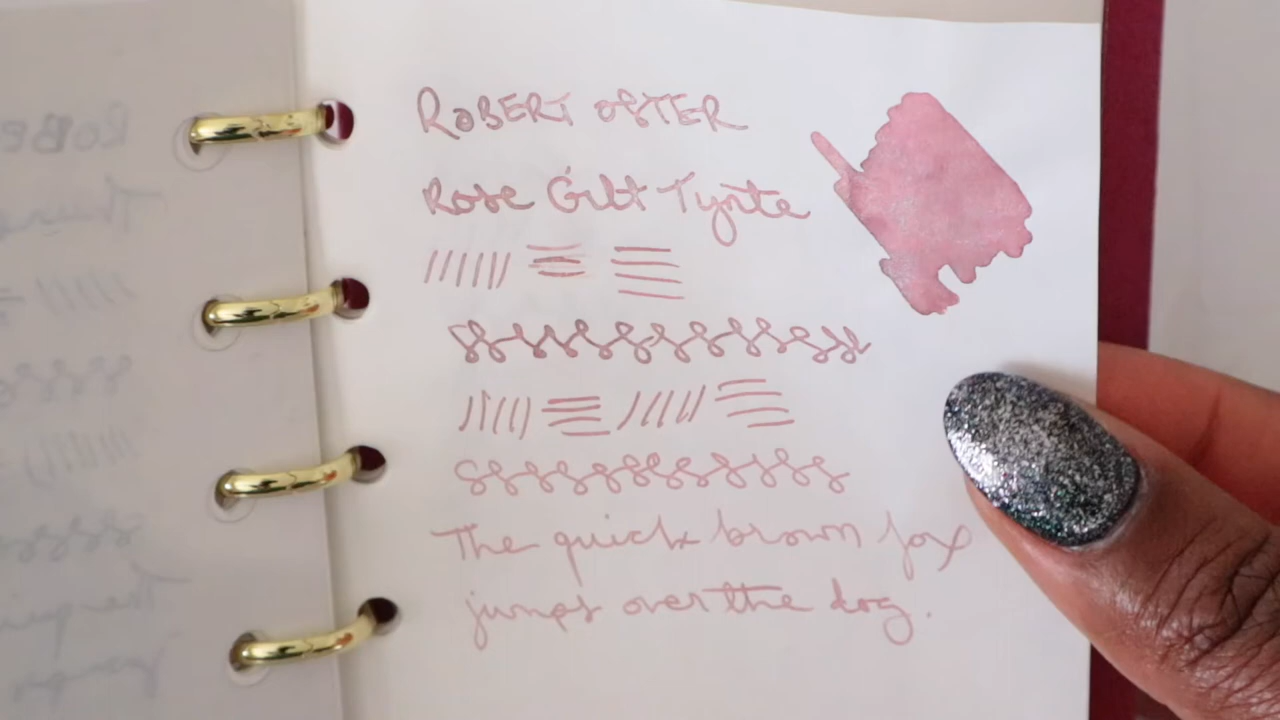 ROBERT OSTER
Rose Gilt Tynte
The quick brown fox
jumps over the dog.